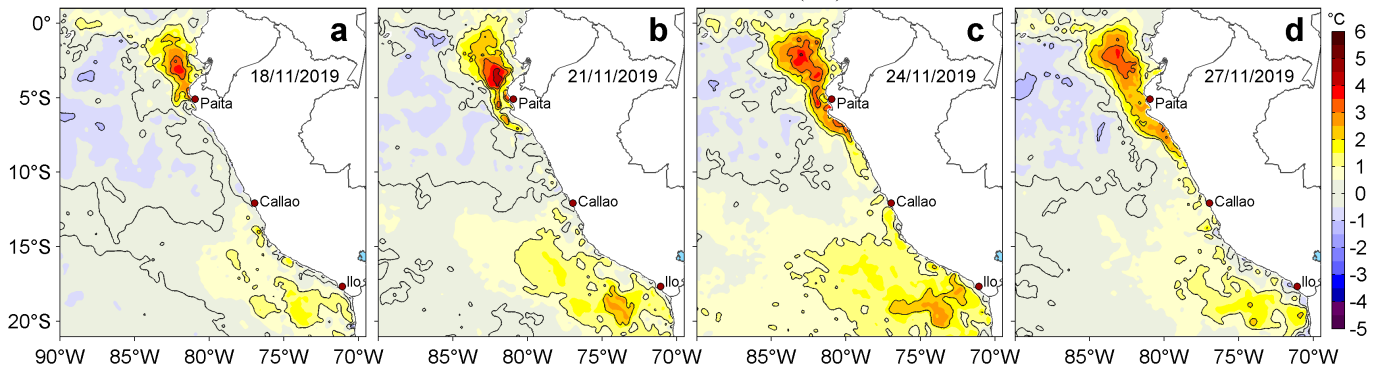 a
b
c
d
°C
18/11/2019
21/11/2019
24/11/2019
27/11/2019
0°
5°S
10°S
15°S
20°S
Paita
Callao
Ilo
Paita
Callao
Ilo
Paita
Callao
Ilo
Paita
Callao
Ilo
90°W
85°W
80°W
75°W
70°W
85°W
80°W
75°W
70°W
85°W
80°W
75°W
70°W
85°W
80°W
75°W
70°W
6
5
4
3
2
1
0
-1
-2
-3
-4
-5